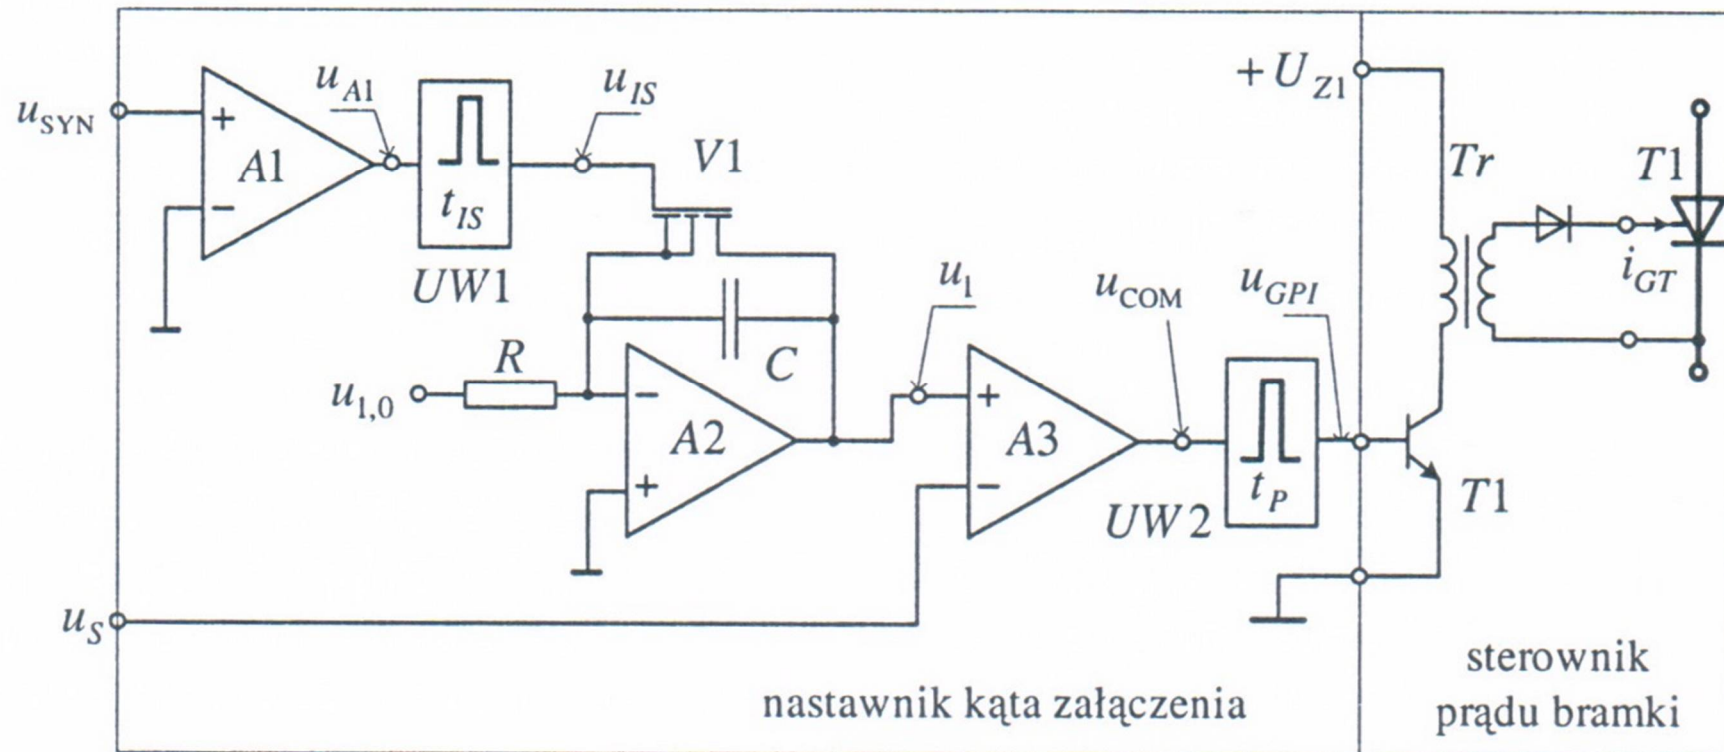 u_SYN
+
A1
−
u_A1
t_IS
UW1
u_IS
V1
+ U_Z1
Tr
T1
i_GT
u_1,0
R
C
−
A2
+
u_1
+
A3
−
u_COM
u_GPI
t_P
UW2
T1
u_S
nastawnik kąta załączenia
sterownik
prądu bramki